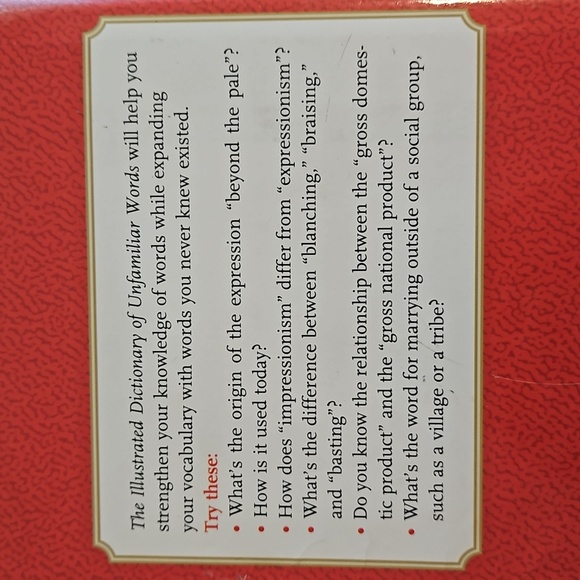 The Illustrated Dictionary of Unfamiliar Words will help you
strengthen your knowledge of words while expanding
your vocabulary with words you never knew existed.
Try these:
• What's the origin of the expression “beyond the pale”?
• How is it used today?
• How does “impressionism” differ from “expressionism”?
• What's the difference between “blanching,” “braising,”
and “basting”?
• Do you know the relationship between the “gross domes-
tic product” and the “gross national product”?
• What's the word for marrying outside of a social group,
such as a village or a tribe?